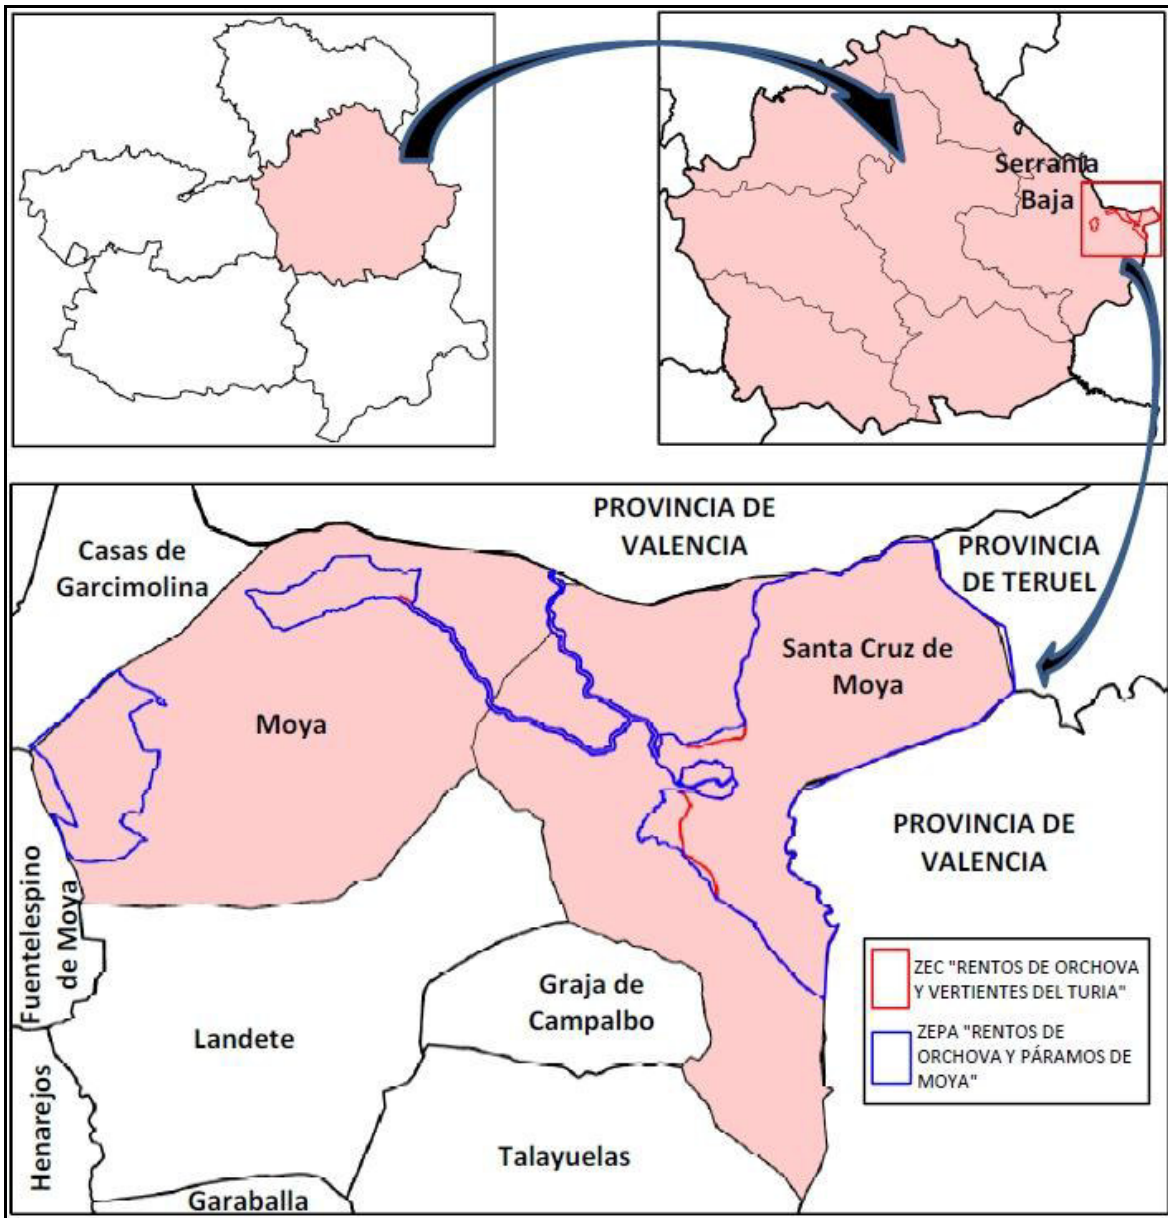 Serranía
Baja
PROVINCIA DE
VALENCIA
Casas de
Garcimolina
PROVINCIA
DE TERUEL
Santa Cruz de
Moya
Moya
PROVINCIA DE
VALENCIA
Fuentelespino
de Moya
Graja de
Campalbo
Landete
Henarejos
Talayuelas
Garaballa
ZEC "RENTOS DE ORCHOVA
Y VERTIENTES DEL TURIA"
ZEPA "RENTOS DE
ORCHOVA Y PÁRAMOS DE
MOYA"